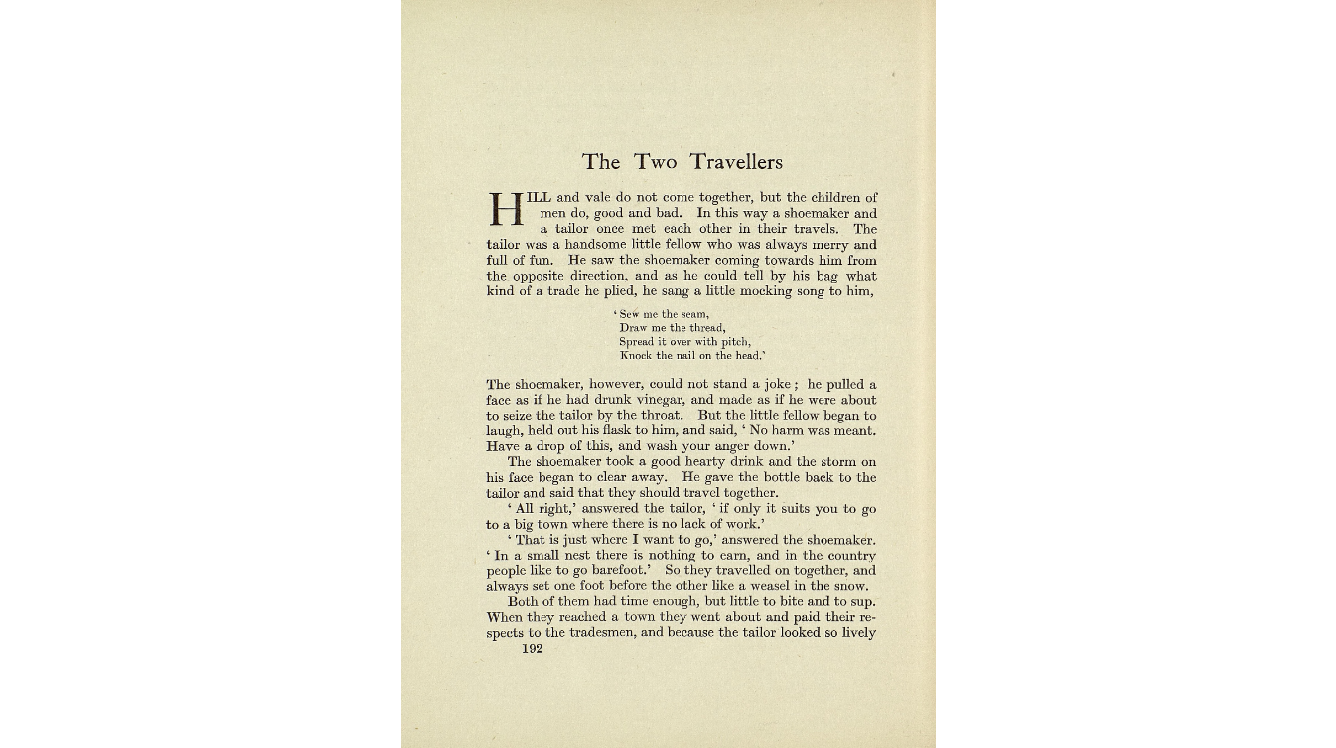 The Two Travellers
HILL and vale do not come together, but the children of
men do, good and bad. In this way a shoemaker and
a tailor once met each other in their travels. The
tailor was a handsome little fellow who was always merry and
full of fun. He saw the shoemaker coming towards him from
the opposite direction, and as he could tell by his bag what
kind of a trade he plied, he sang a little mocking song to him,
‘ Sew me the seam,
Draw me the thread,
Spread it over with pitch,
Knock the nail on the head.’
The shoemaker, however, could not stand a joke ; he pulled a
face as if he had drunk vinegar, and made as if he were about
to seize the tailor by the throat. But the little fellow began to
laugh, held out his flask to him, and said, ‘ No harm was meant.
Have a drop of this, and wash your anger down.’
The shoemaker took a good hearty drink and the storm on
his face began to clear away. He gave the bottle back to the
tailor and said that they should travel together.
‘ All right,’ answered the tailor, ‘ if only it suits you to go
to a big town where there is no lack of work.’
‘ That is just where I want to go,’ answered the shoemaker.
‘ In a small nest there is nothing to earn, and in the country
people like to go barefoot.’ So they travelled on together, and
always set one foot before the other like a weasel in the snow.
Both of them had time enough, but little to bite and to sup.
When they reached a town they went about and paid their re-
spects to the tradesmen, and because the tailor looked so lively
192